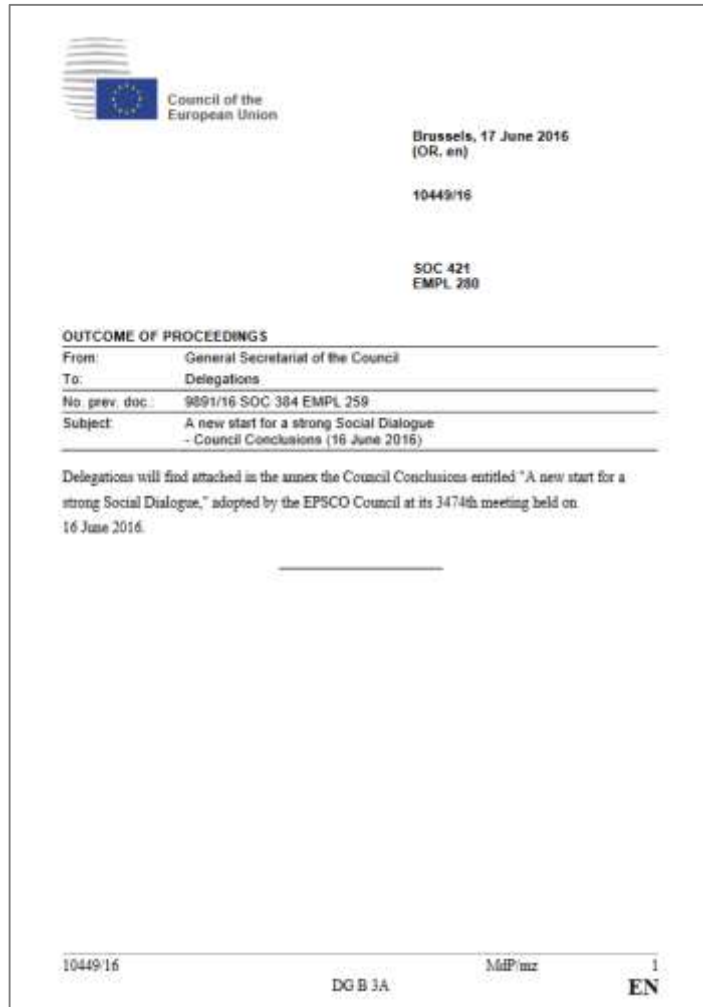 Council of the
European Union
Brussels, 17 June 2016
(OR. en)
10449/16
SOC 421
EMPL 280
OUTCOME OF PROCEEDINGS
From: General Secretariat of the Council
To: Delegations
No. prev. doc.: 9891/16 SOC 384 EMPL 259
Subject: A new start for a strong Social Dialogue
- Council Conclusions (16 June 2016)
Delegations will find attached in the annex the Council Conclusions entitled "A new start for a
strong Social Dialogue," adopted by the EPSCO Council at its 3474th meeting held on
16 June 2016.
10449/16 MdP/mz 1
DG B 3A EN